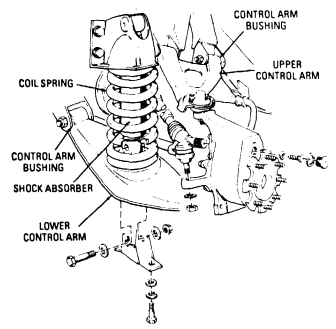 CONTROL ARM
BUSHING
UPPER
CONTROL ARM
COIL SPRING
CONTROL ARM
BUSHING
SHOCK ABSORBER
LOWER
CONTROL ARM